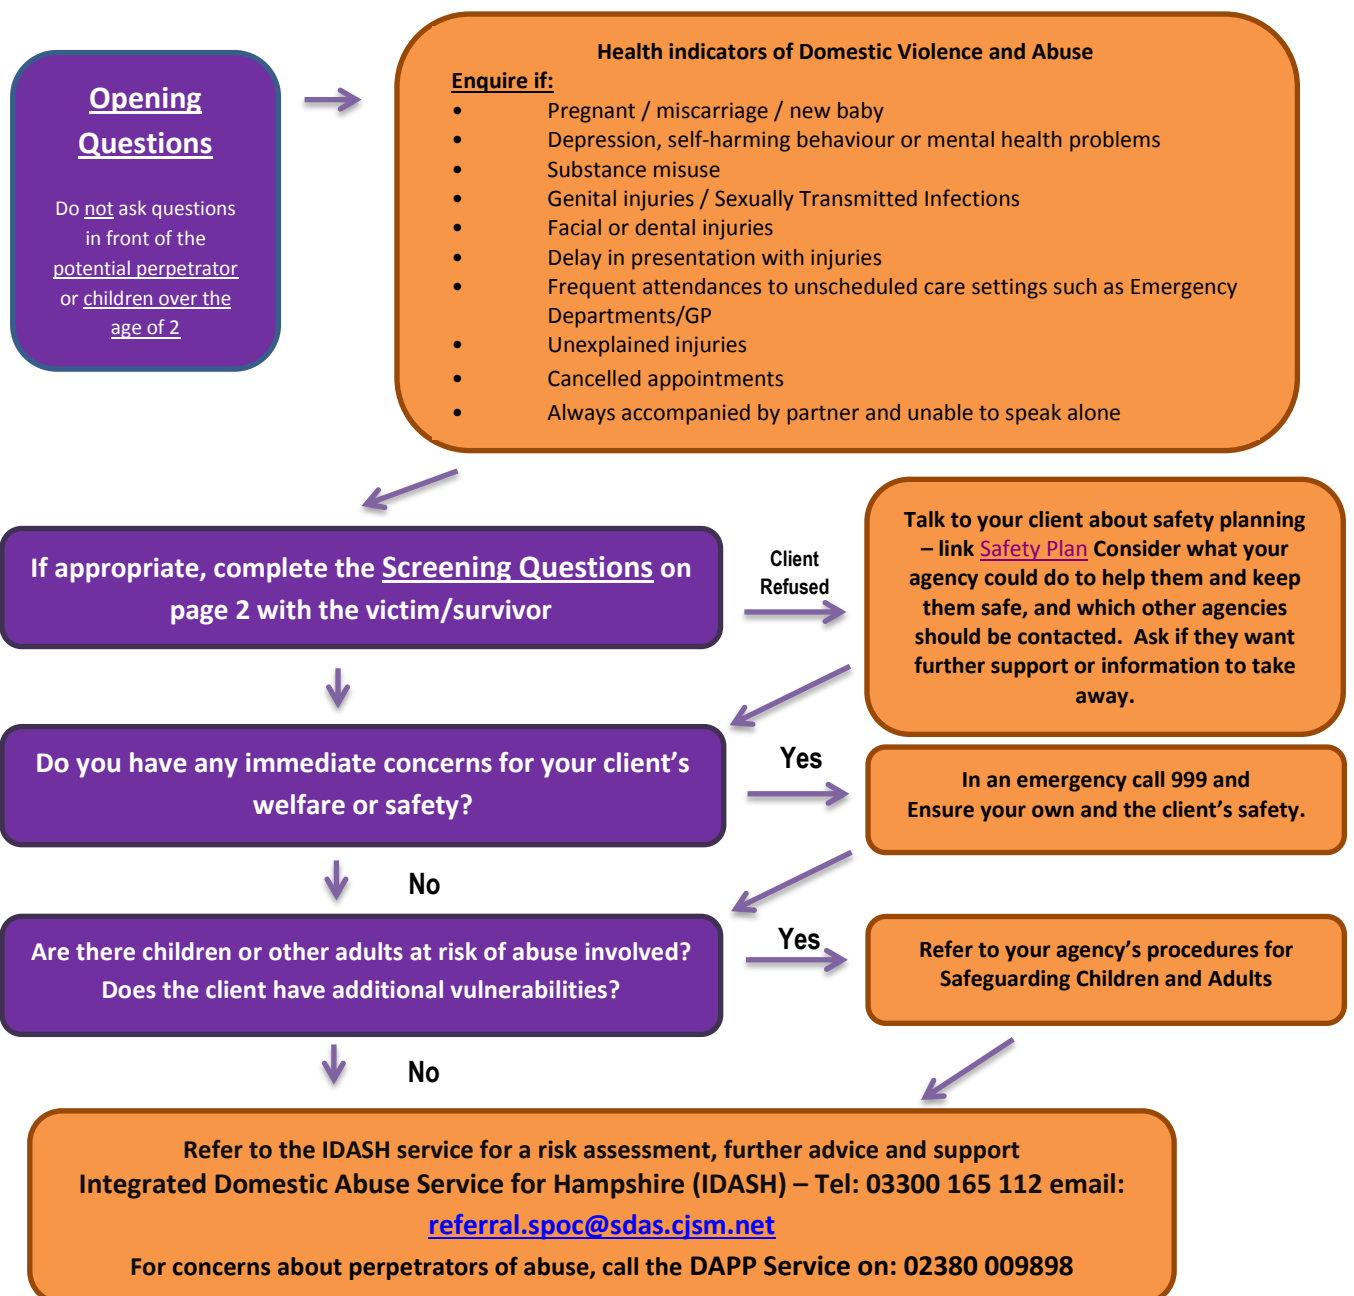 Opening
Questions
Do not ask questions
in front of the
potential perpetrator
or children over the
age of 2
Health indicators of Domestic Violence and Abuse
Enquire if:
• Pregnant / miscarriage / new baby
• Depression, self-harming behaviour or mental health problems
• Substance misuse
• Genital injuries / Sexually Transmitted Infections
• Facial or dental injuries
• Delay in presentation with injuries
• Frequent attendances to unscheduled care settings such as Emergency
Departments/GP
• Unexplained injuries
• Cancelled appointments
• Always accompanied by partner and unable to speak alone
If appropriate, complete the Screening Questions on
page 2 with the victim/survivor
Client
Refused
Talk to your client about safety planning
– link Safety Plan Consider what your
agency could do to help them and keep
them safe, and which other agencies
should be contacted.  Ask if they want
further support or information to take
away.
Do you have any immediate concerns for your client's
welfare or safety?
Yes
In an emergency call 999 and
Ensure your own and the client's safety.
No
Are there children or other adults at risk of abuse involved?
Does the client have additional vulnerabilities?
Yes
Refer to your agency's procedures for
Safeguarding Children and Adults
No
Refer to the IDASH service for a risk assessment, further advice and support
Integrated Domestic Abuse Service for Hampshire (IDASH) – Tel: 03300 165 112 email:
referral.spoc@sdas.cjsm.net
For concerns about perpetrators of abuse, call the DAPP Service on: 02380 009898